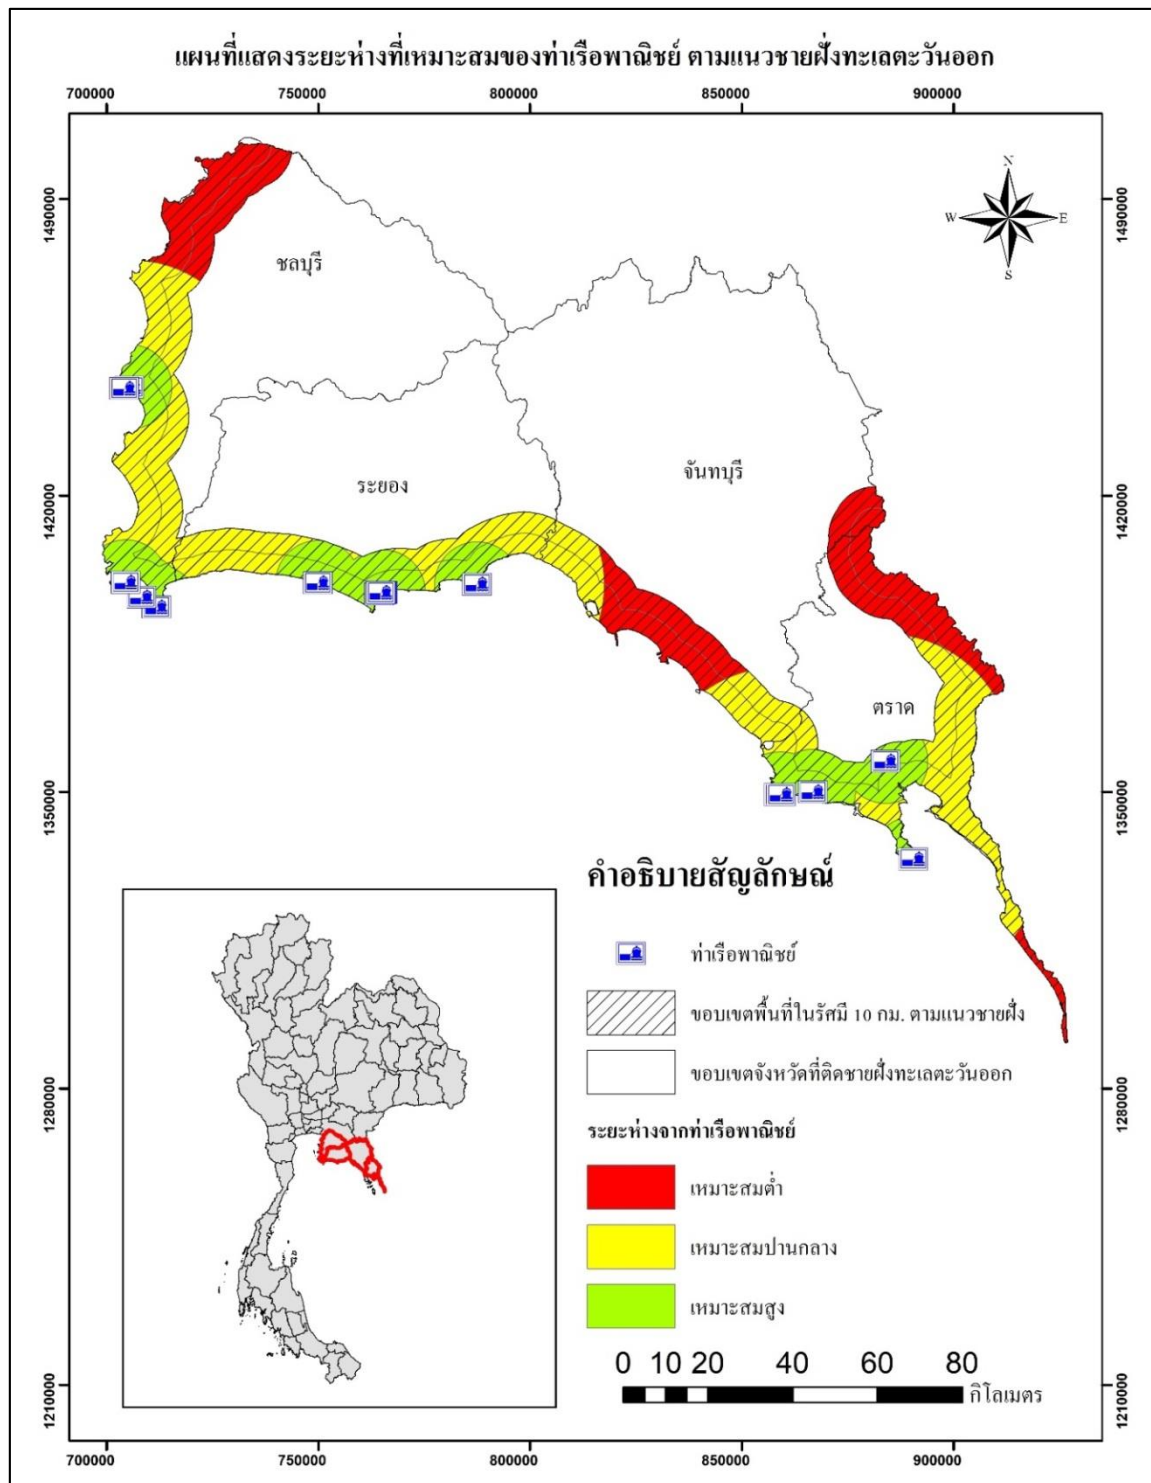 แผนที่แสดงระยะห่างที่เหมาะสมของท่าเรือพาณิชย์ ตามแนวชายฝั่งทะเลตะวันออก
700000 750000 800000 850000 900000
1490000 1490000
N
W E
S
ชลบุรี
ระยอง
จันทบุรี
1420000 1420000
ตราด
1350000 1350000
คำอธิบายสัญลักษณ์
ท่าเรือพาณิชย์
ขอบเขตพื้นที่ในรัศมี 10 กม. ตามแนวชายฝั่ง
ขอบเขตจังหวัดที่ติดชายฝั่งทะเลตะวันออก
1280000 1280000
ระยะห่างจากท่าเรือพาณิชย์
เหมาะสมต่ำ
เหมาะสมปานกลาง
เหมาะสมสูง
0 10 20 40 60 80
กิโลเมตร
1210000 1210000
700000 750000 800000 850000 900000